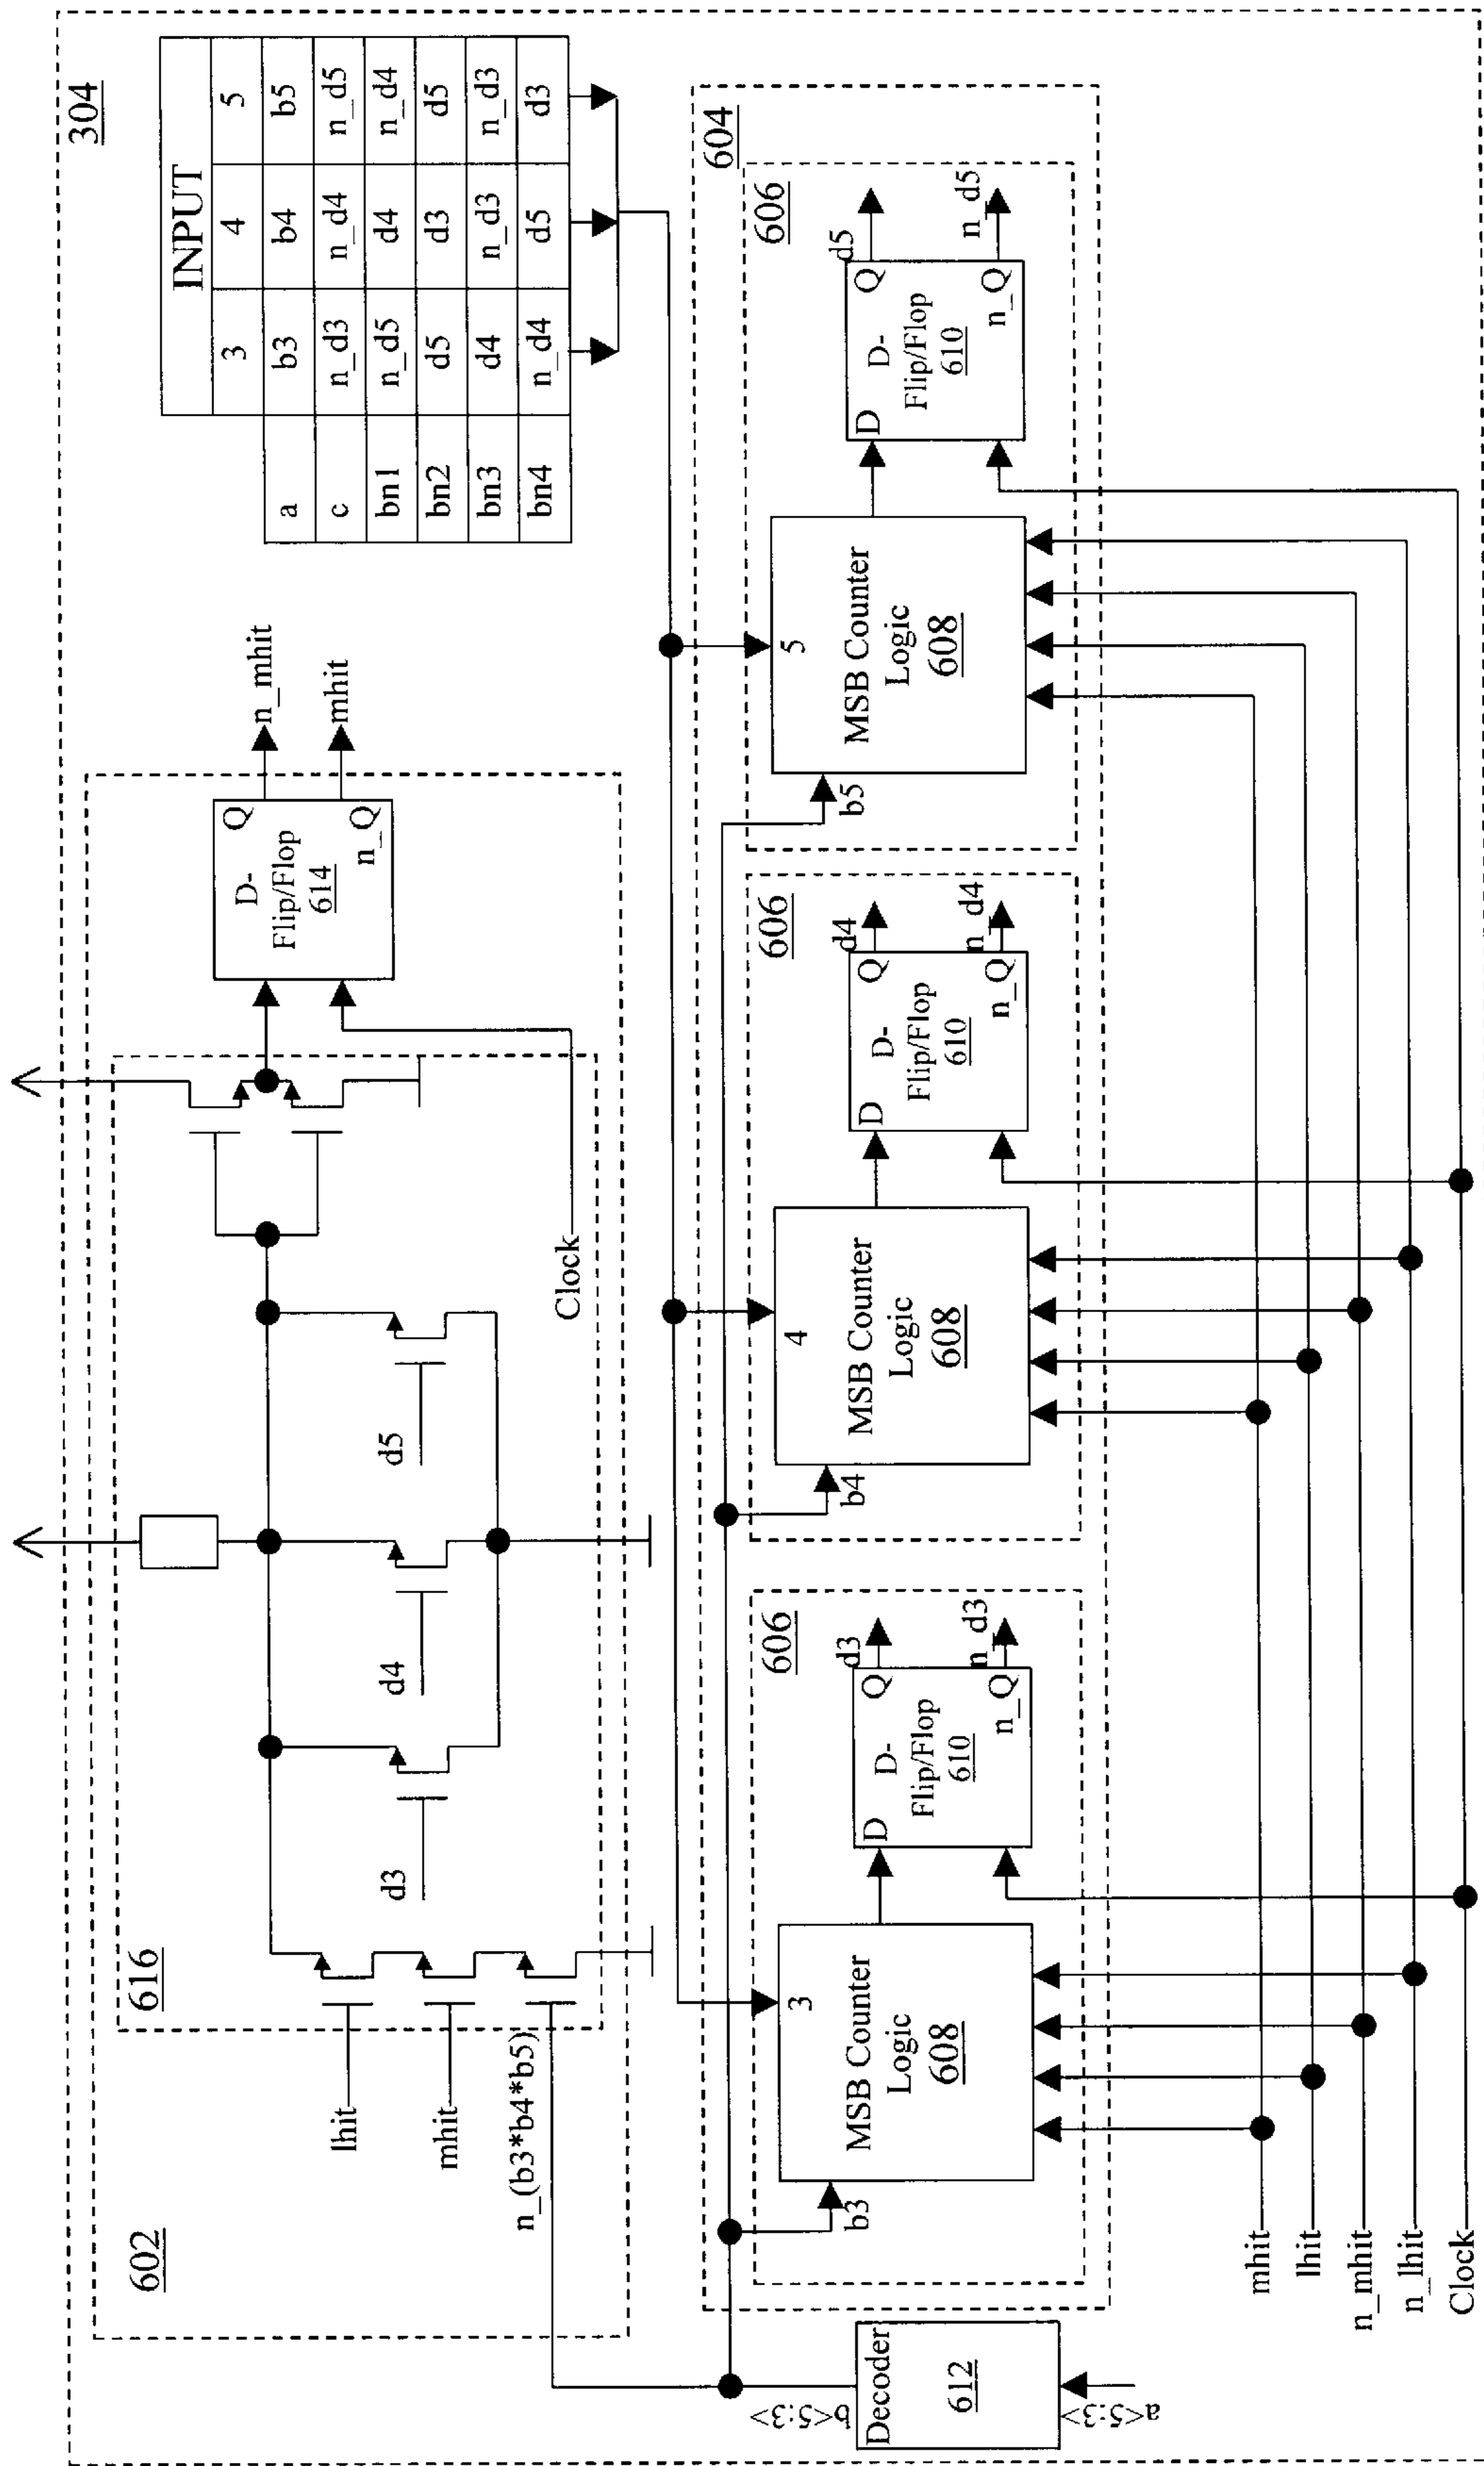 304
INPUT
3 4 5
a b3 b4 b5
c n_d3 n_d4 n_d5
bn1 n_d5 d4 n_d4
bn2 d5 d3 d5
bn3 d4 n_d3 n_d3
bn4 n_d4 d5 d3
602
616
lhit
mhit
n_(b3*b4*b5)
d3
d4
d5
Clock
D-
Flip/Flop
614
Q
n_Q
n_mhit
mhit
604
606
b3
3
MSB Counter
Logic
608
D
D-
Flip/Flop
610
Q
n_Q
d3
n_d3
606
b4
4
MSB Counter
Logic
608
D
D-
Flip/Flop
610
Q
n_Q
d4
n_d4
606
b5
5
MSB Counter
Logic
608
D
D-
Flip/Flop
610
Q
n_Q
d5
n_d5
b<5:3>
Decoder
612
a<5:3>
mhit
lhit
n_mhit
n_lhit
Clock